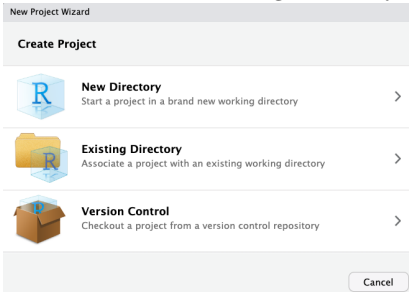 New Project Wizard
Create Project
R
New Directory
Start a project in a brand new working directory
R
Existing Directory
Associate a project with an existing working directory
R
Version Control
Checkout a project from a version control repository
Cancel